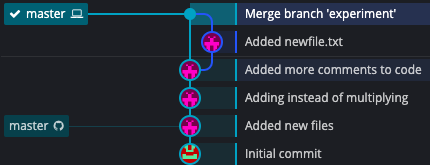 master Merge branch 'experiment'
Added newfile.txt
Added more comments to code
Adding instead of multiplying
master Added new files
Initial commit